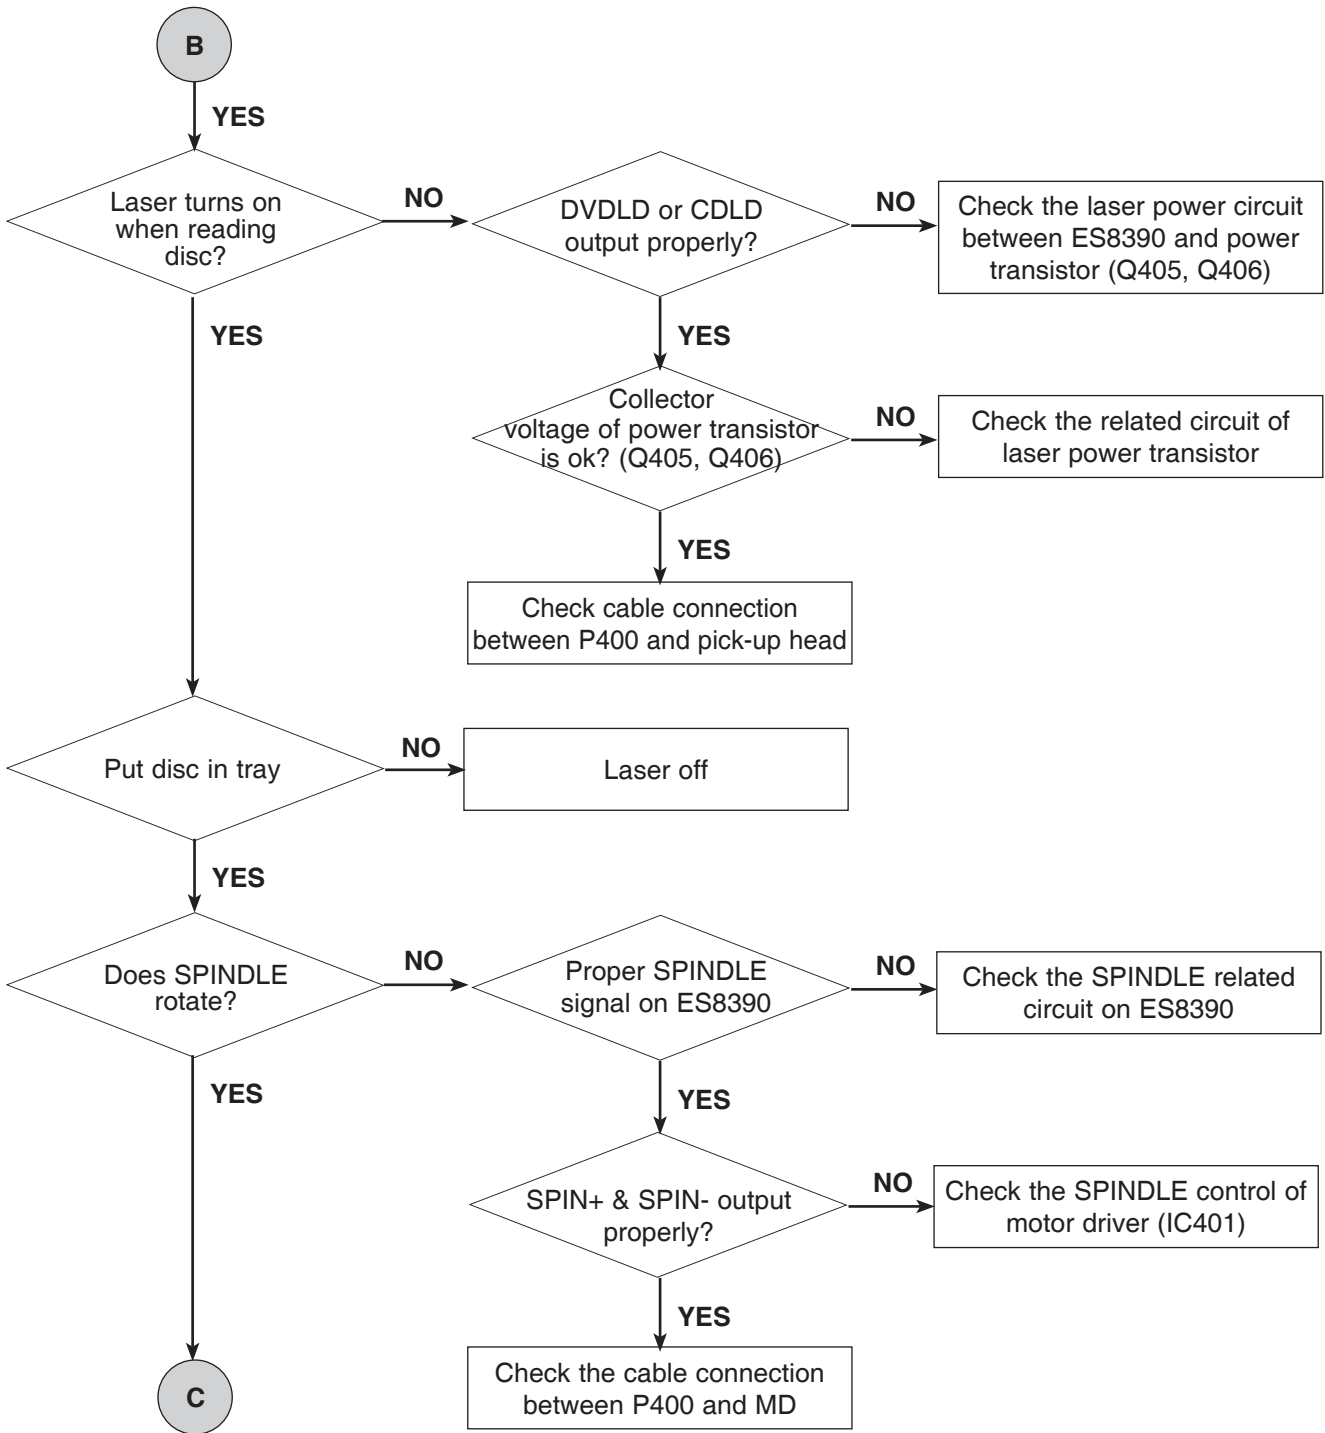 B
YES
Laser turns on
when reading
disc?
NO
DVDLD or CDLD
output properly?
NO
Check the laser power circuit
between ES8390 and power
transistor (Q405, Q406)
YES
YES
Collector
voltage of power transistor
is ok? (Q405, Q406)
NO
Check the related circuit of
laser power transistor
YES
Check cable connection
between P400 and pick-up head
Put disc in tray
NO
Laser off
YES
Does SPINDLE
rotate?
NO
Proper SPINDLE
signal on ES8390
NO
Check the SPINDLE related
circuit on ES8390
YES
YES
SPIN+ & SPIN- output
properly?
NO
Check the SPINDLE control of
motor driver (IC401)
YES
Check the cable connection
between P400 and MD
C